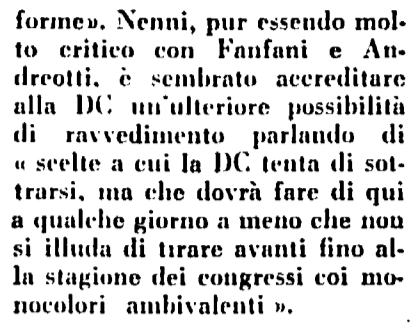 forme». Nenni, pur essendo mol-
to critico con Fanfani e An-
dreotti, è sembrato accreditare
alla DC un'ulteriore possibilità
di ravvedimento parlando di
« scelte a cui la DC tenta di sot-
trarsi, ma che dovrà fare di qui
a qualche giorno a meno che non
si illuda di tirare avanti fino al-
la stagione dei congressi coi mo-
nocolori ambivalenti ».